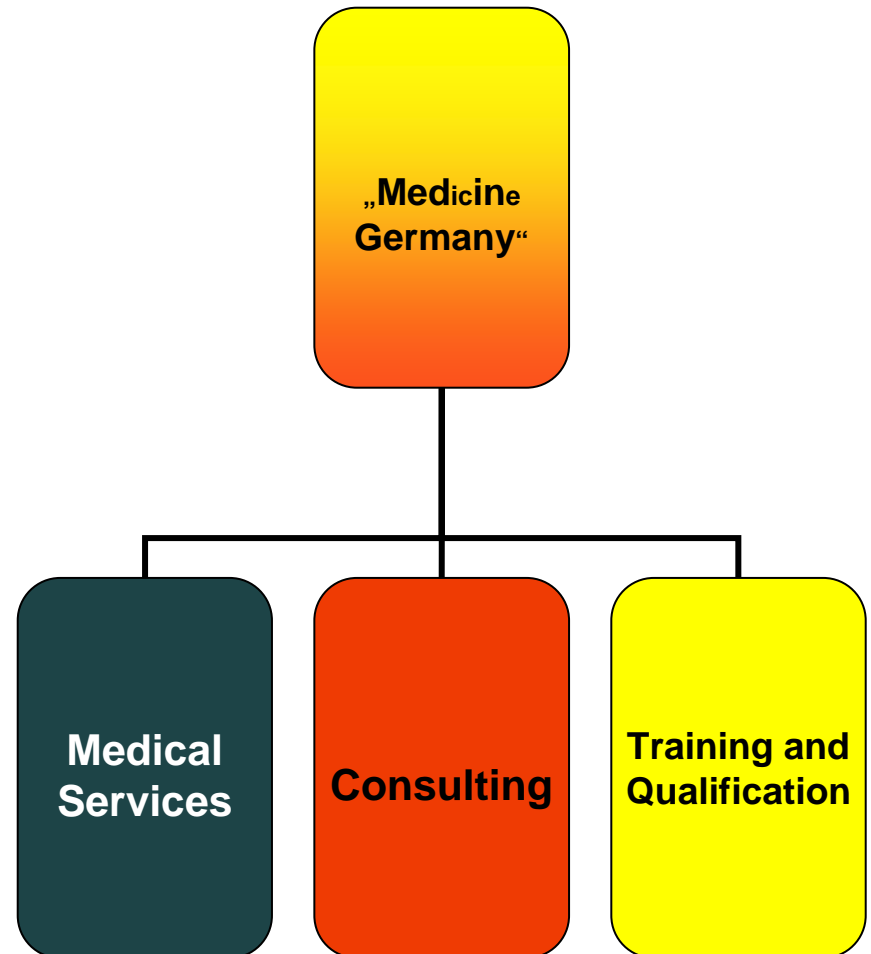 „Medicine
Germany“
Medical
Services
Consulting
Training and
Qualification